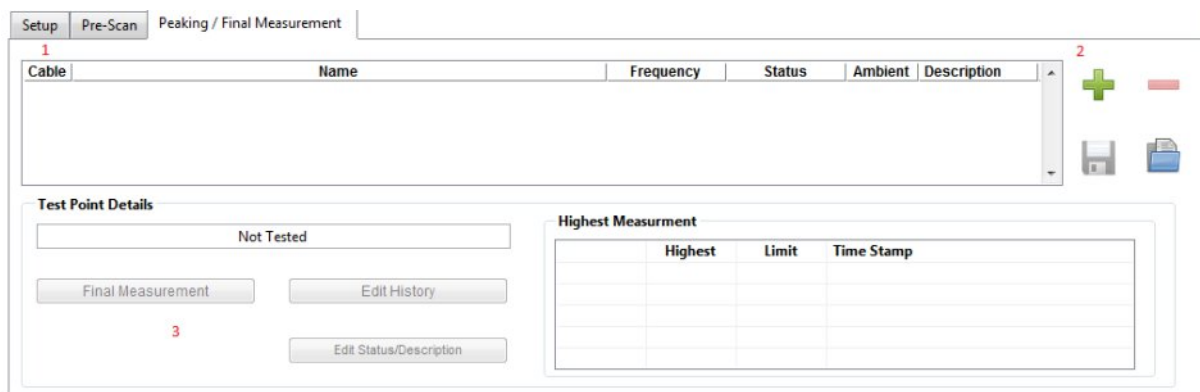 Setup Pre-Scan Peaking / Final Measurement
1 2
Cable Name Frequency Status Ambient Description
Test Point Details
Highest Measurment
Not Tested
Highest Limit Time Stamp
Final Measurement Edit History
3
Edit Status/Description